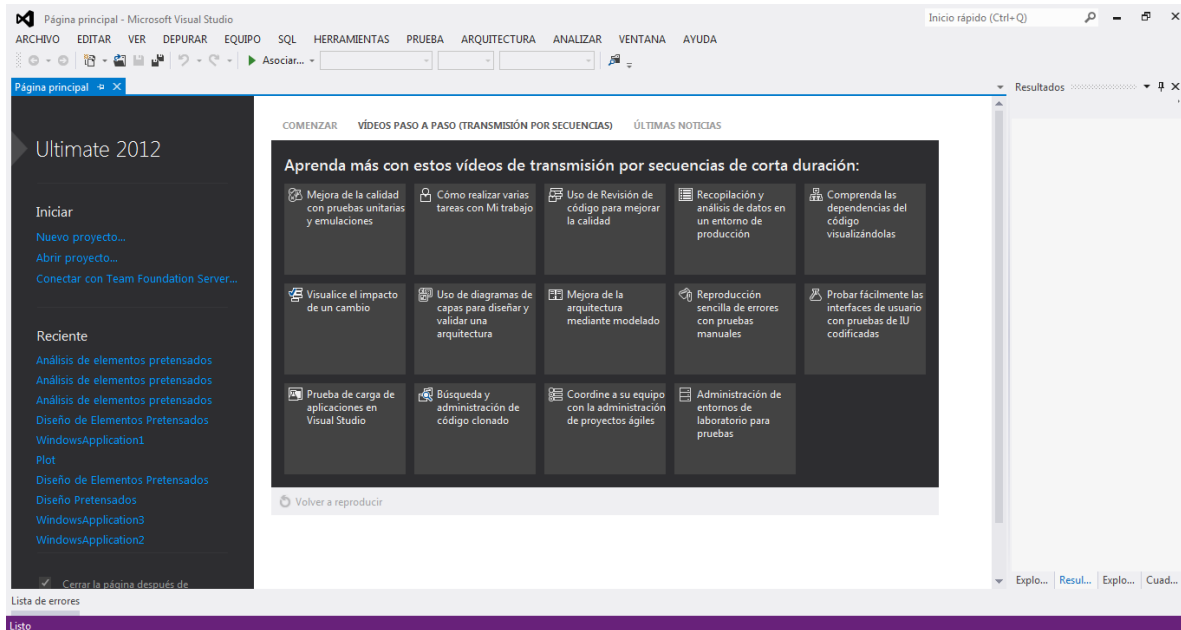 Página principal - Microsoft Visual Studio
Inicio rápido (Ctrl+Q)
ARCHIVO EDITAR VER DEPURAR EQUIPO SQL HERRAMIENTAS PRUEBA ARQUITECTURA ANALIZAR VENTANA AYUDA
Asociar...
Página principal
Resultados
Ultimate 2012
Iniciar
Nuevo proyecto...
Abrir proyecto...
Conectar con Team Foundation Server...
Reciente
Análisis de elementos pretensados
Análisis de elementos pretensados
Análisis de elementos pretensados
Diseño de Elementos Pretensados
WindowsApplication1
Plot
Diseño de Elementos Pretensados
Diseño Pretensados
WindowsApplication3
WindowsApplication2
Cerrar la página después de
COMENZAR VÍDEOS PASO A PASO (TRANSMISIÓN POR SECUENCIAS) ÚLTIMAS NOTICIAS
Aprenda más con estos vídeos de transmisión por secuencias de corta duración:
Mejora de la calidad
con pruebas unitarias
y emulaciones
Cómo realizar varias
tareas con Mi trabajo
Uso de Revisión de
código para mejorar
la calidad
Recopilación y
análisis de datos en
un entorno de
producción
Comprenda las
dependencias del
código
visualizándolas
Visualice el impacto
de un cambio
Uso de diagramas de
capas para diseñar y
validar una
arquitectura
Mejora de la
arquitectura
mediante modelado
Reproducción
sencilla de errores
con pruebas
manuales
Probar fácilmente las
interfaces de usuario
con pruebas de IU
codificadas
Prueba de carga de
aplicaciones en
Visual Studio
Búsqueda y
administración de
código clonado
Coordine a su equipo
con la administración
de proyectos ágiles
Administración de
entornos de
laboratorio para
pruebas
Volver a reproducir
Explo... Resul... Explo... Cuad...
Lista de errores
Listo